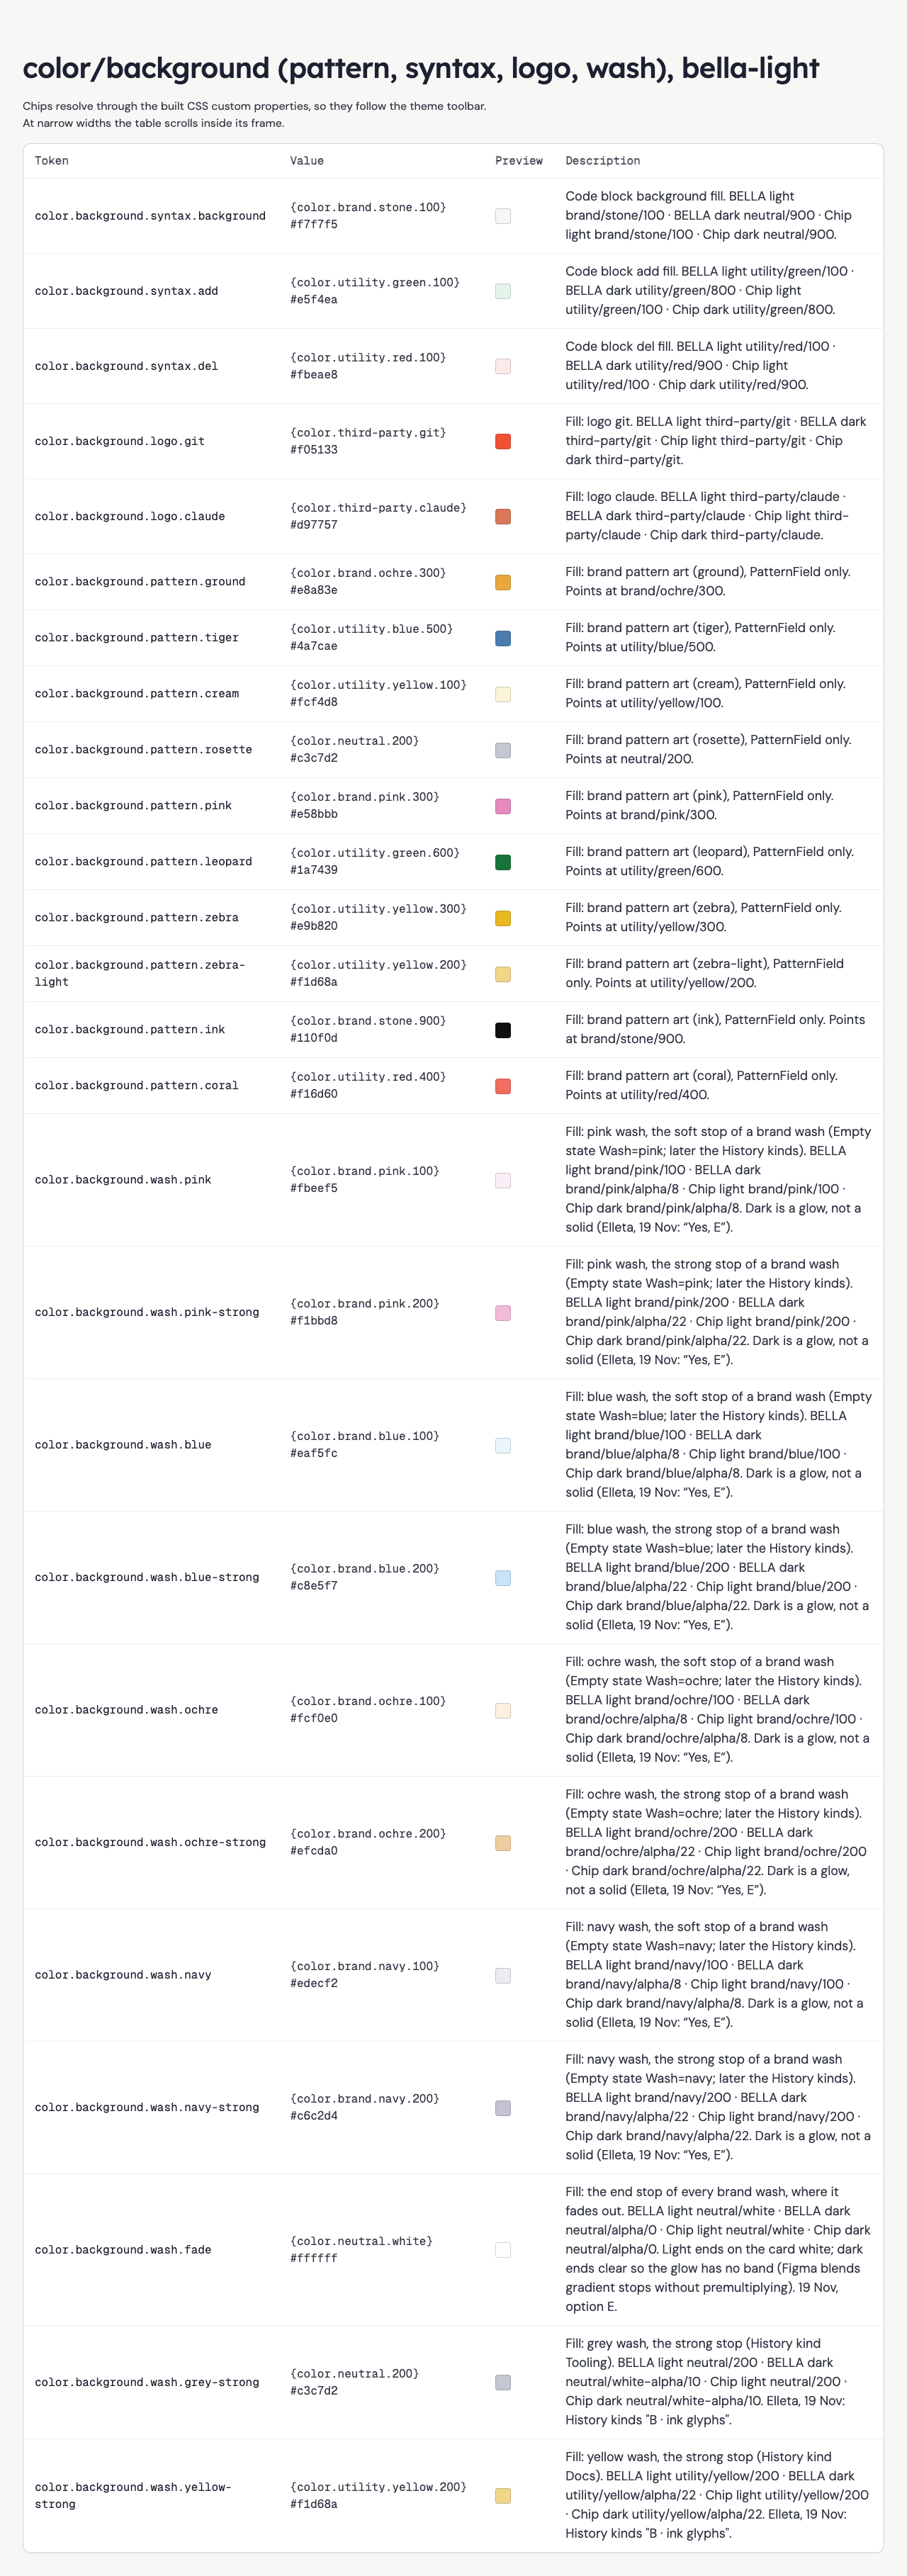 color/background (pattern, syntax, logo, wash), bella-light
Chips resolve through the built CSS custom properties, so they follow the theme toolbar.
At narrow widths the table scrolls inside its frame.
Token Value Preview Description
color.background.syntax.background
{color.brand.stone.100}
#f7f7f5
Code block background fill. BELLA light
brand/stone/100 · BELLA dark neutral/900 · Chip
light brand/stone/100 · Chip dark neutral/900.
color.background.syntax.add
{color.utility.green.100}
#e5f4ea
Code block add fill. BELLA light utility/green/100 ·
BELLA dark utility/green/800 · Chip light
utility/green/100 · Chip dark utility/green/800.
color.background.syntax.del
{color.utility.red.100}
#fbeae8
Code block del fill. BELLA light utility/red/100 ·
BELLA dark utility/red/900 · Chip light
utility/red/100 · Chip dark utility/red/900.
color.background.logo.git
{color.third-party.git}
#f05133
Fill: logo git. BELLA light third-party/git · BELLA dark
third-party/git · Chip light third-party/git · Chip
dark third-party/git.
color.background.logo.claude
{color.third-party.claude}
#d97757
Fill: logo claude. BELLA light third-party/claude ·
BELLA dark third-party/claude · Chip light third-
party/claude · Chip dark third-party/claude.
color.background.pattern.ground
{color.brand.ochre.300}
#e8a83e
Fill: brand pattern art (ground), PatternField only.
Points at brand/ochre/300.
color.background.pattern.tiger
{color.utility.blue.500}
#4a7cae
Fill: brand pattern art (tiger), PatternField only.
Points at utility/blue/500.
color.background.pattern.cream
{color.utility.yellow.100}
#fcf4d8
Fill: brand pattern art (cream), PatternField only.
Points at utility/yellow/100.
color.background.pattern.rosette
{color.neutral.200}
#c3c7d2
Fill: brand pattern art (rosette), PatternField only.
Points at neutral/200.
color.background.pattern.pink
{color.brand.pink.300}
#e58bbb
Fill: brand pattern art (pink), PatternField only.
Points at brand/pink/300.
color.background.pattern.leopard
{color.utility.green.600}
#1a7439
Fill: brand pattern art (leopard), PatternField only.
Points at utility/green/600.
color.background.pattern.zebra
{color.utility.yellow.300}
#e9b820
Fill: brand pattern art (zebra), PatternField only.
Points at utility/yellow/300.
color.background.pattern.zebra-
light
{color.utility.yellow.200}
#f1d68a
Fill: brand pattern art (zebra-light), PatternField
only. Points at utility/yellow/200.
color.background.pattern.ink
{color.brand.stone.900}
#110f0d
Fill: brand pattern art (ink), PatternField only. Points
at brand/stone/900.
color.background.pattern.coral
{color.utility.red.400}
#f16d60
Fill: brand pattern art (coral), PatternField only.
Points at utility/red/400.
color.background.wash.pink
{color.brand.pink.100}
#fbeef5
Fill: pink wash, the soft stop of a brand wash (Empty
state Wash=pink; later the History kinds). BELLA
light brand/pink/100 · BELLA dark
brand/pink/alpha/8 · Chip light brand/pink/100 ·
Chip dark brand/pink/alpha/8. Dark is a glow, not a
solid (Elleta, 19 Nov: “Yes, E”).
color.background.wash.pink-strong
{color.brand.pink.200}
#f1bbd8
Fill: pink wash, the strong stop of a brand wash
(Empty state Wash=pink; later the History kinds).
BELLA light brand/pink/200 · BELLA dark
brand/pink/alpha/22 · Chip light brand/pink/200 ·
Chip dark brand/pink/alpha/22. Dark is a glow, not a
solid (Elleta, 19 Nov: “Yes, E”).
color.background.wash.blue
{color.brand.blue.100}
#eaf5fc
Fill: blue wash, the soft stop of a brand wash (Empty
state Wash=blue; later the History kinds). BELLA
light brand/blue/100 · BELLA dark
brand/blue/alpha/8 · Chip light brand/blue/100 ·
Chip dark brand/blue/alpha/8. Dark is a glow, not a
solid (Elleta, 19 Nov: “Yes, E”).
color.background.wash.blue-strong
{color.brand.blue.200}
#c8e5f7
Fill: blue wash, the strong stop of a brand wash
(Empty state Wash=blue; later the History kinds).
BELLA light brand/blue/200 · BELLA dark
brand/blue/alpha/22 · Chip light brand/blue/200 ·
Chip dark brand/blue/alpha/22. Dark is a glow, not a
solid (Elleta, 19 Nov: “Yes, E”).
color.background.wash.ochre
{color.brand.ochre.100}
#fcf0e0
Fill: ochre wash, the soft stop of a brand wash
(Empty state Wash=ochre; later the History kinds).
BELLA light brand/ochre/100 · BELLA dark
brand/ochre/alpha/8 · Chip light brand/ochre/100 ·
Chip dark brand/ochre/alpha/8. Dark is a glow, not a
solid (Elleta, 19 Nov: “Yes, E”).
color.background.wash.ochre-strong
{color.brand.ochre.200}
#efcda0
Fill: ochre wash, the strong stop of a brand wash
(Empty state Wash=ochre; later the History kinds).
BELLA light brand/ochre/200 · BELLA dark
brand/ochre/alpha/22 · Chip light brand/ochre/200
· Chip dark brand/ochre/alpha/22. Dark is a glow,
not a solid (Elleta, 19 Nov: “Yes, E”).
color.background.wash.navy
{color.brand.navy.100}
#edecf2
Fill: navy wash, the soft stop of a brand wash
(Empty state Wash=navy; later the History kinds).
BELLA light brand/navy/100 · BELLA dark
brand/navy/alpha/8 · Chip light brand/navy/100 ·
Chip dark brand/navy/alpha/8. Dark is a glow, not a
solid (Elleta, 19 Nov: “Yes, E”).
color.background.wash.navy-strong
{color.brand.navy.200}
#c6c2d4
Fill: navy wash, the strong stop of a brand wash
(Empty state Wash=navy; later the History kinds).
BELLA light brand/navy/200 · BELLA dark
brand/navy/alpha/22 · Chip light brand/navy/200 ·
Chip dark brand/navy/alpha/22. Dark is a glow, not a
solid (Elleta, 19 Nov: “Yes, E”).
color.background.wash.fade
{color.neutral.white}
#ffffff
Fill: the end stop of every brand wash, where it
fades out. BELLA light neutral/white · BELLA dark
neutral/alpha/0 · Chip light neutral/white · Chip dark
neutral/alpha/0. Light ends on the card white; dark
ends clear so the glow has no band (Figma blends
gradient stops without premultiplying). 19 Nov,
option E.
color.background.wash.grey-strong
{color.neutral.200}
#c3c7d2
Fill: grey wash, the strong stop (History kind
Tooling). BELLA light neutral/200 · BELLA dark
neutral/white-alpha/10 · Chip light neutral/200 ·
Chip dark neutral/white-alpha/10. Elleta, 19 Nov:
History kinds "B · ink glyphs".
color.background.wash.yellow-
strong
{color.utility.yellow.200}
#f1d68a
Fill: yellow wash, the strong stop (History kind
Docs). BELLA light utility/yellow/200 · BELLA dark
utility/yellow/alpha/22 · Chip light utility/yellow/200
· Chip dark utility/yellow/alpha/22. Elleta, 19 Nov:
History kinds "B · ink glyphs".